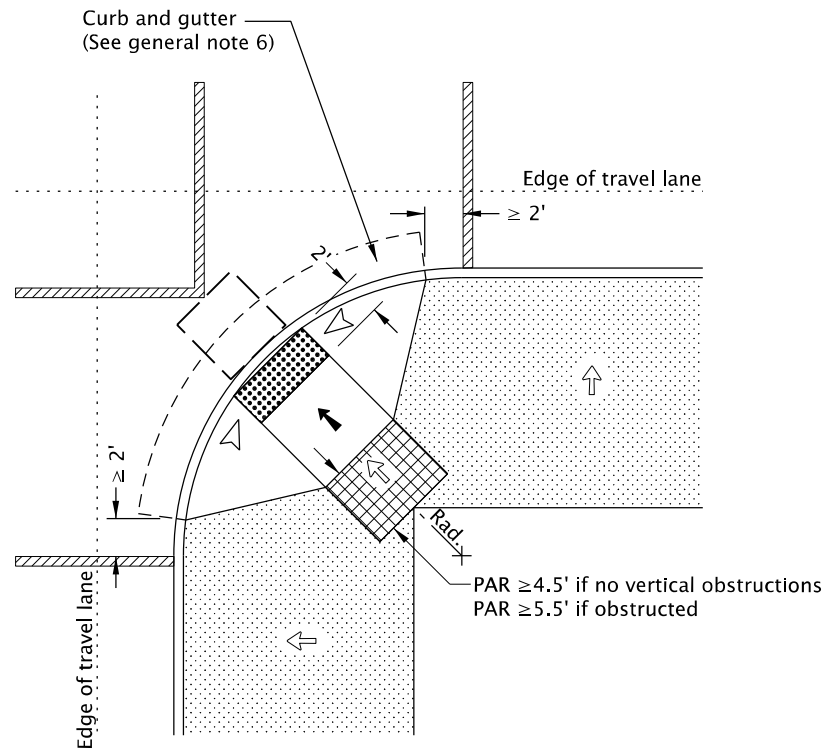 Curb and gutter
(See general note 6)
Edge of travel lane
≥ 2'
2'
≥ 2'
Rad.
PAR ≥4.5' if no vertical obstructions
PAR ≥5.5' if obstructed
Edge of travel lane